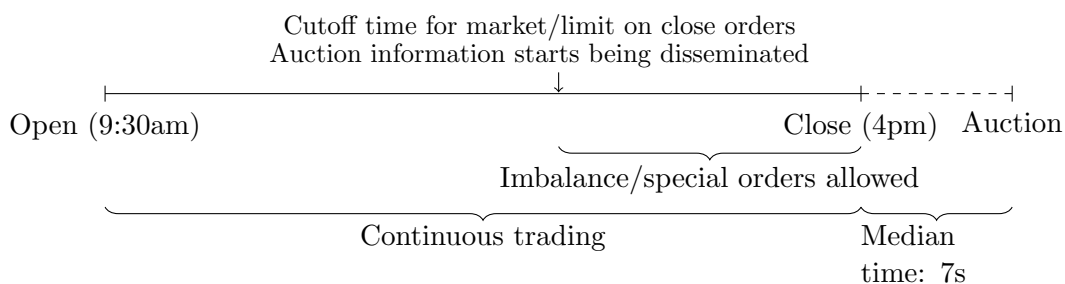 Cutoff time for market/limit on close orders
Auction information starts being disseminated
Open (9:30am)
Close (4pm)
Auction
Imbalance/special orders allowed
Continuous trading
Median
time: 7s